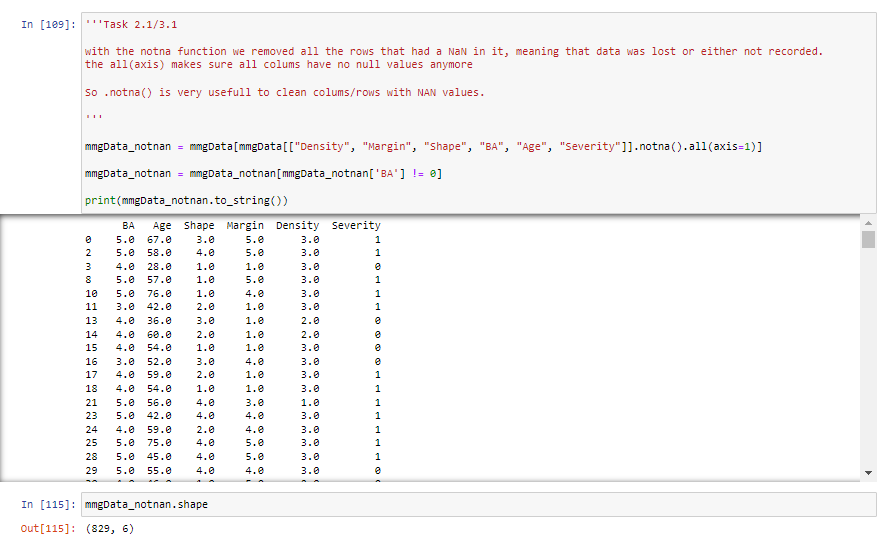 In [109]: '''Task 2.1/3.1
with the notna function we removed all the rows that had a NaN in it, meaning that data was lost or either not recorded.
the all(axis) makes sure all colums have no null values anymore
So .notna() is very usefull to clean colums/rows with NAN values.
'''
mmgData_notnan = mmgData[mmgData[["Density", "Margin", "Shape", "BA", "Age", "Severity"]].notna().all(axis=1)]
mmgData_notnan = mmgData_notnan[mmgData_notnan['BA'] != 0]
print(mmgData_notnan.to_string())
BA Age Shape Margin Density Severity
0 5.0 67.0 3.0 5.0 3.0 1
2 5.0 58.0 4.0 5.0 3.0 1
3 4.0 28.0 1.0 1.0 3.0 0
8 5.0 57.0 1.0 5.0 3.0 1
10 5.0 76.0 1.0 4.0 3.0 1
11 3.0 42.0 2.0 1.0 3.0 1
13 4.0 36.0 3.0 1.0 2.0 0
14 4.0 60.0 2.0 1.0 2.0 0
15 4.0 54.0 1.0 1.0 3.0 0
16 3.0 52.0 3.0 4.0 3.0 0
17 4.0 59.0 2.0 1.0 3.0 1
18 4.0 54.0 1.0 1.0 3.0 1
21 5.0 56.0 4.0 3.0 1.0 1
23 5.0 42.0 4.0 4.0 3.0 1
24 4.0 59.0 2.0 4.0 3.0 1
25 5.0 75.0 4.0 5.0 3.0 1
28 5.0 45.0 4.0 5.0 3.0 1
29 5.0 55.0 4.0 4.0 3.0 0
In [115]: mmgData_notnan.shape
Out[115]: (829, 6)